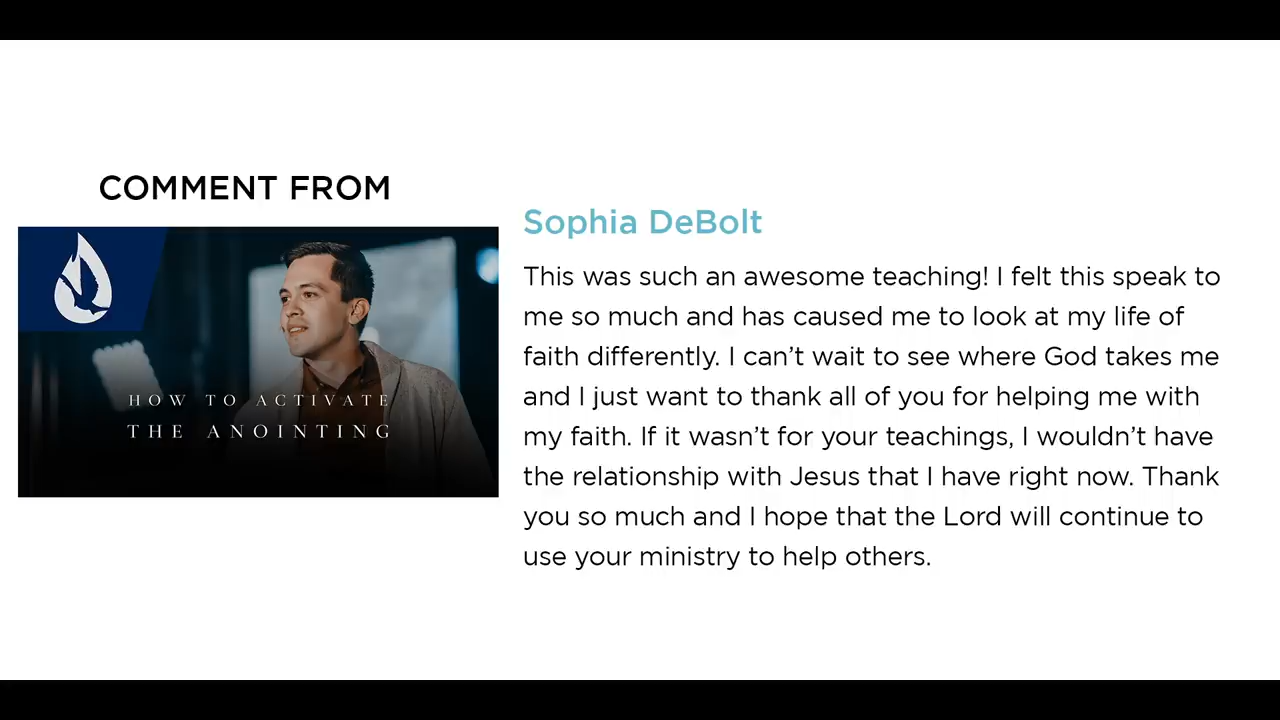 COMMENT FROM
HOW TO ACTIVATE
THE ANOINTING
Sophia DeBolt
This was such an awesome teaching! I felt this speak to
me so much and has caused me to look at my life of
faith differently. I can’t wait to see where God takes me
and I just want to thank all of you for helping me with
my faith. If it wasn’t for your teachings, I wouldn’t have
the relationship with Jesus that I have right now. Thank
you so much and I hope that the Lord will continue to
use your ministry to help others.